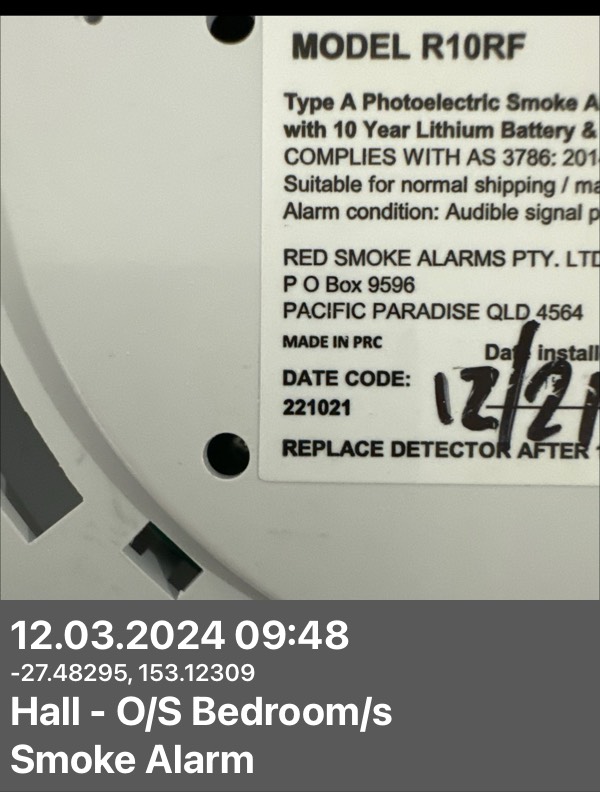 MODEL R10RF
Type A Photoelectric Smoke A
with 10 Year Lithium Battery &
COMPLIES WITH AS 3786: 201
Suitable for normal shipping / ma
Alarm condition: Audible signal p
RED SMOKE ALARMS PTY. LTD
P O Box 9596
PACIFIC PARADISE QLD 4564
MADE IN PRC
Date install
DATE CODE:
12/21
221021
REPLACE DETECTOR AFTER
12.03.2024 09:48
-27.48295, 153.12309
Hall - O/S Bedroom/s
Smoke Alarm